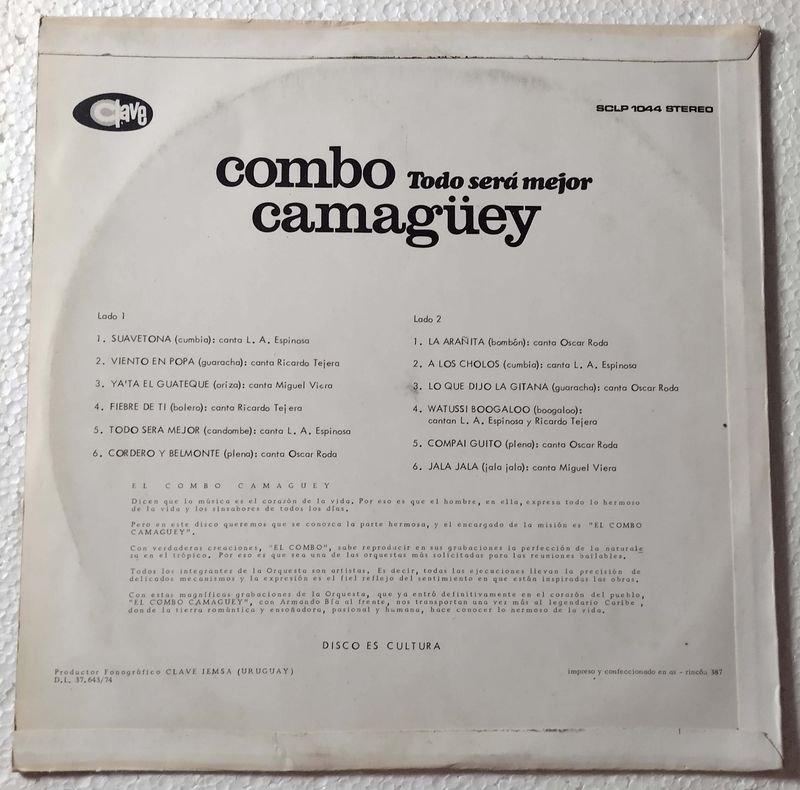 Clave
SCLP 1044 STEREO
combo Todo será mejor
camagüey
Lado 1
1. SUAVETONA (cumbia): canta L. A. Espinosa
2. VIENTO EN POPA (guaracha): canta Ricardo Tejera
3. YA'TA EL GUATEQUE (oriza): canta Miguel Viera
4. FIEBRE DE TI (bolero): canta Ricardo Tejera
5. TODO SERA MEJOR (candombe): canta L. A. Espinosa
6. CORDERO Y BELMONTE (plena): canta Oscar Roda
Lado 2
1. LA ARAÑITA (bombón): canta Oscar Roda
2. A LOS CHOLOS (cumbia): canta L. A. Espinosa
3. LO QUE DIJO LA GITANA (guaracha): canta Oscar Roda
4. WATUSSI BOOGALOO (boogaloo):
cantan L. A. Espinosa y Ricardo Tejera
5. COMPAI GUITO (plena): canta Oscar Roda
6. JALA JALA (jala jala): canta Miguel Viera
EL COMBO CAMAGUEY
Dicen que la música es el corazón de la vida. Por eso es que el hombre, en ella, expresa todo lo hermoso
de la vida y los sinsabores de todos los días.
Pero en este disco queremos que se conozca la parte hermosa, y el encargado de la misión es "EL COMBO
CAMAGUEY".
Con verdaderas creaciones, "EL COMBO", sabe reproducir en sus grabaciones la perfección de la naturale
za en el trópico. Por eso es que sea una de las orquestas más solicitadas para las reuniones bailables.
Todos los integrantes de la Orquesta son artistas. Es decir, todas las ejecuciones llevan la precisión de
delicados mecanismos y la expresión es el fiel reflejo del sentimiento en que están inspiradas las obras.
Con estas magníficas grabaciones de la Orquesta, que ya entró definitivamente en el corazón del pueblo,
"EL COMBO CAMAGUEY", con Armando Bía al frente, nos transportan una vez más al legendario Caribe,
donde la tierra romántica y ensoñadora, pasional y humana, hace conocer lo hermoso de la vida.
DISCO ES CULTURA
Productor Fonográfico CLAVE IEMSA (URUGUAY)
D.L. 37.643/74
impreso y confeccionado en as - rincón 387